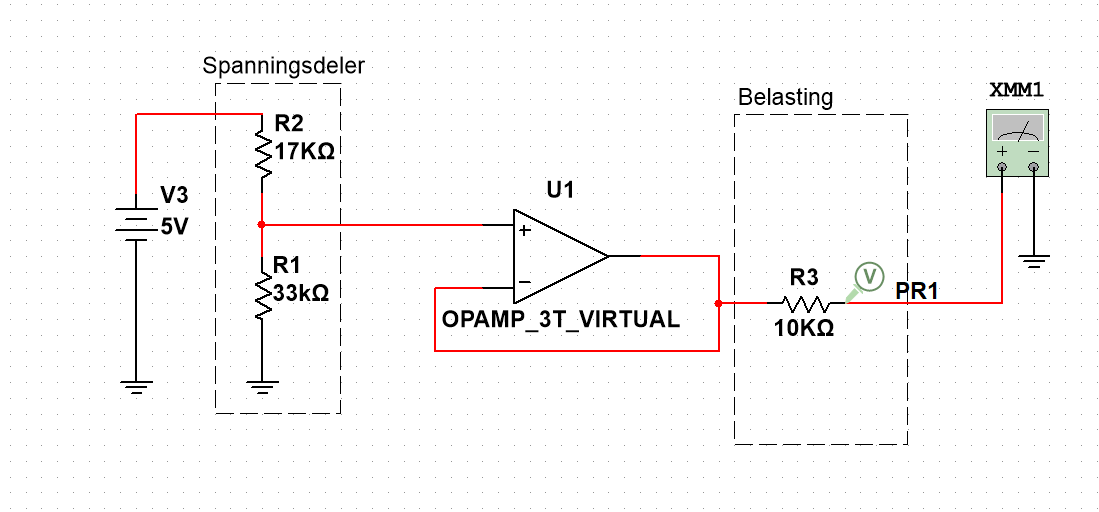 Spanningsdeler
R2
17KΩ
V3
5V
R1
33kΩ
U1
+
−
OPAMP_3T_VIRTUAL
Belasting
R3
10KΩ
V
PR1
XMM1
+ −